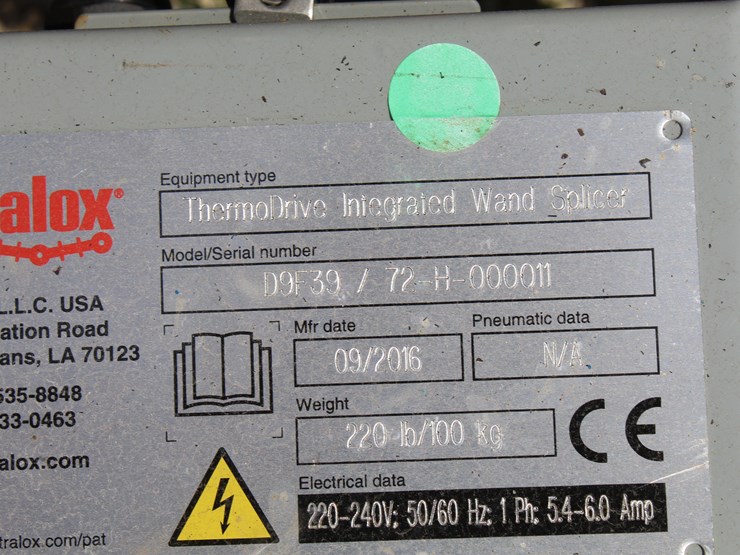 alox®
L.L.C. USA
ation Road
ans, LA 70123
535-8848
33-0463
alox.com
tralox.com/pat
Equipment type
ThermoDrive Integrated Wand Splicer
Model/Serial number
D9F39 / 72-H-000011
Mfr date
09/2016
Pneumatic data
N/A
Weight
220 lb/100 kg
CE
Electrical data
220-240V; 50/60 Hz; 1 Ph; 5.4-6.0 Amp